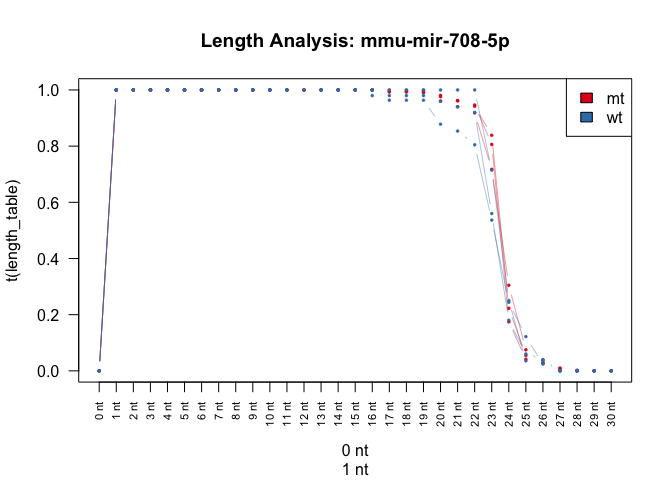 Length Analysis: mmu-mir-708-5p
t(length_table)
1.0
0.8
0.6
0.4
0.2
0.0
mt
wt
0 nt
1 nt
2 nt
3 nt
4 nt
5 nt
6 nt
7 nt
8 nt
9 nt
10 nt
11 nt
12 nt
13 nt
14 nt
15 nt
16 nt
17 nt
18 nt
19 nt
20 nt
21 nt
22 nt
23 nt
24 nt
25 nt
26 nt
27 nt
28 nt
29 nt
30 nt
0 nt
1 nt